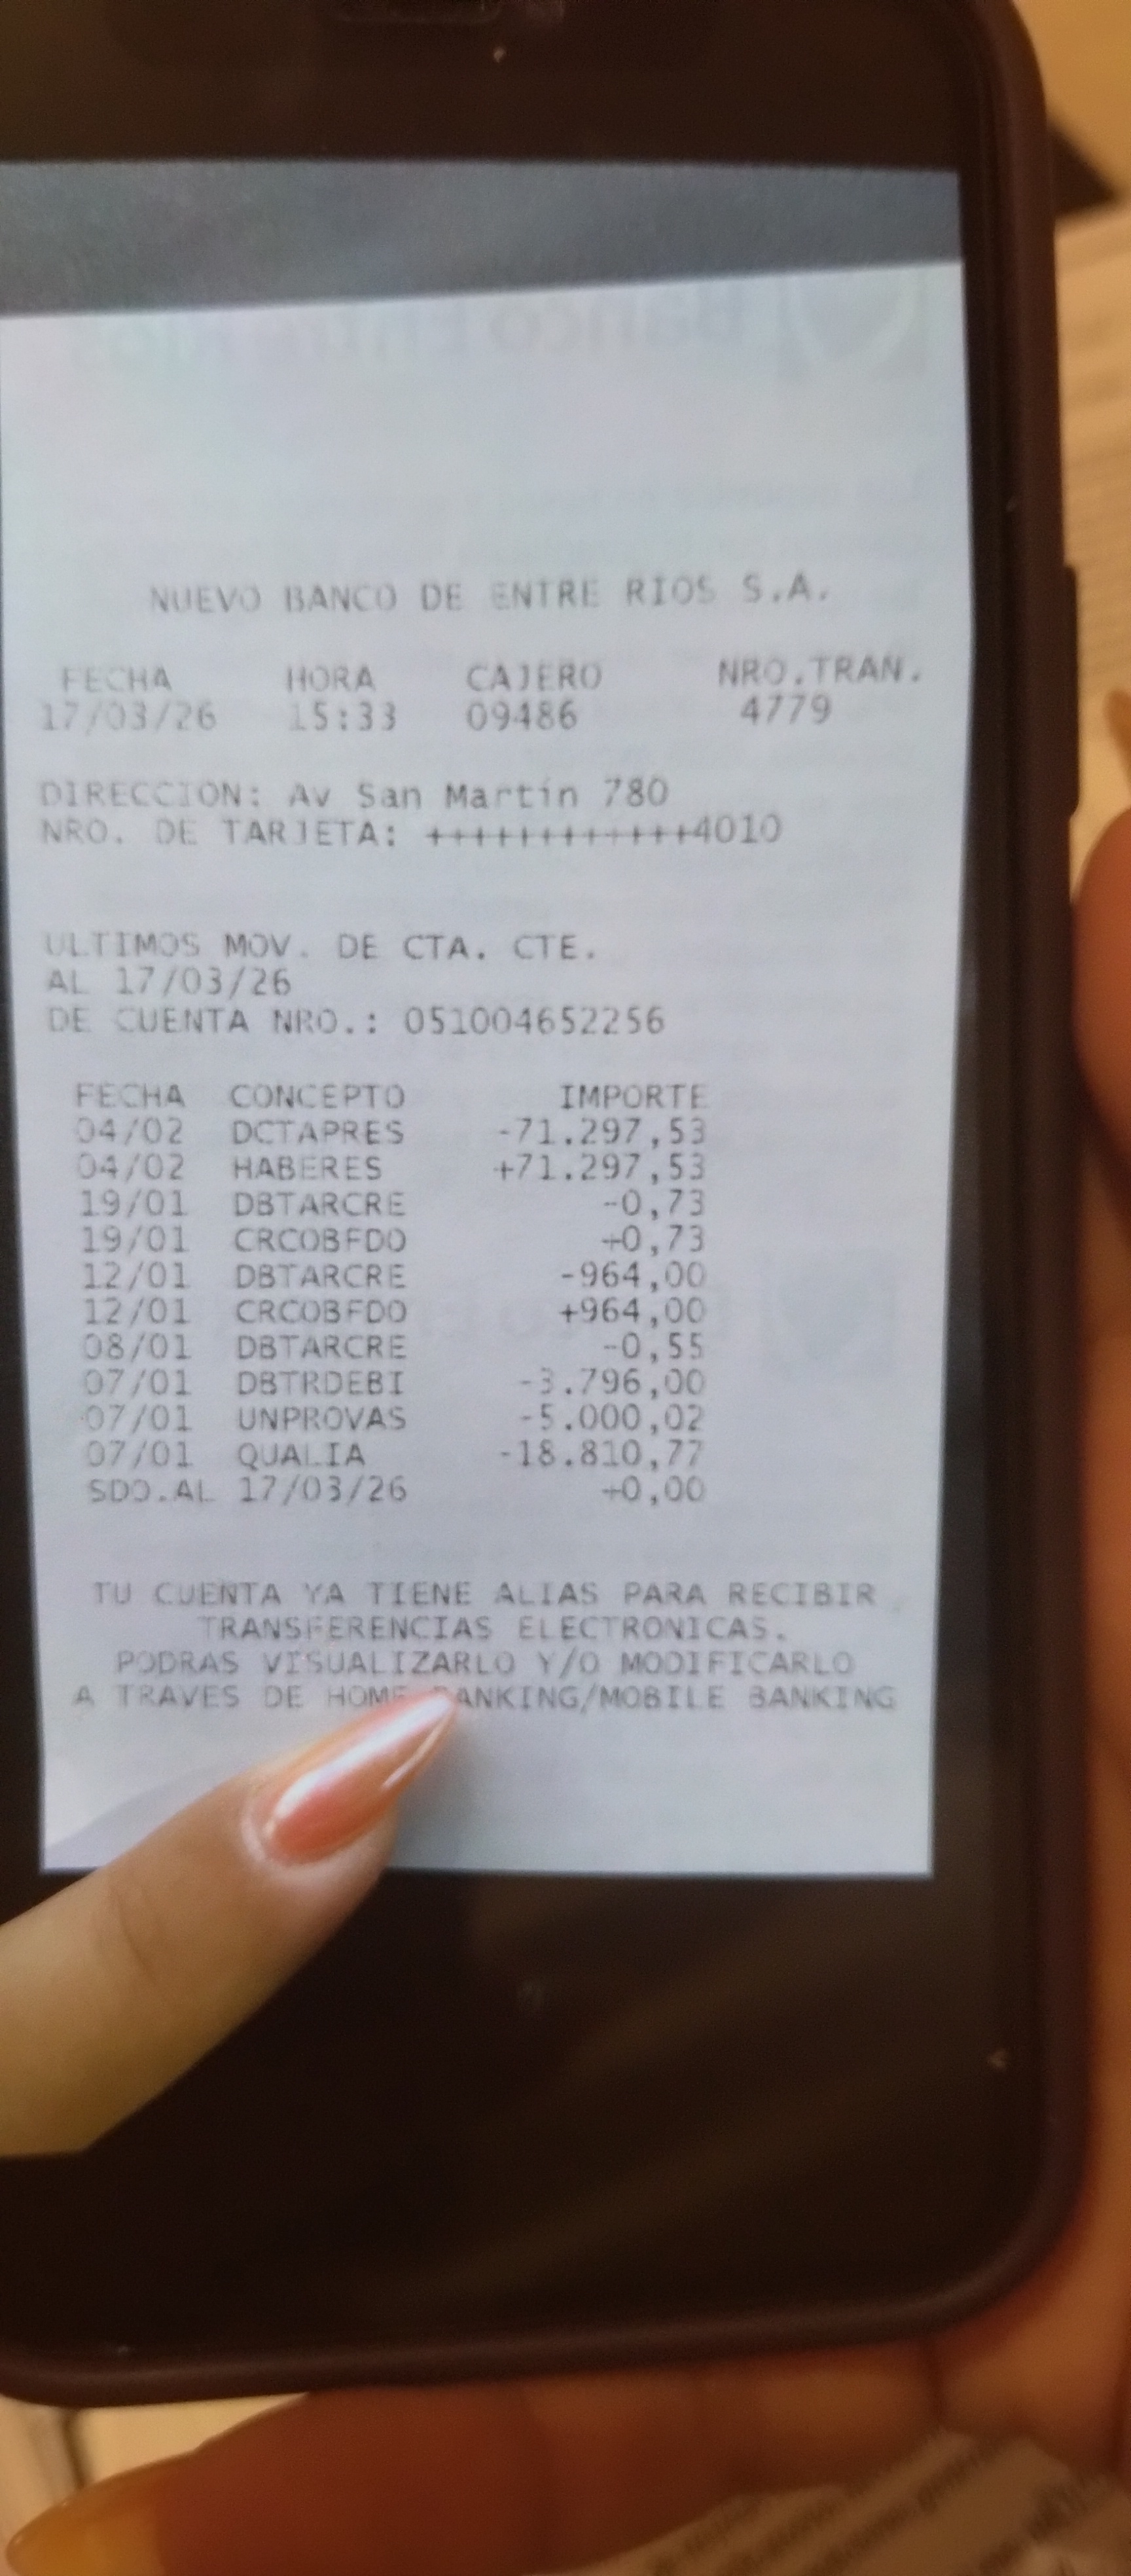 NUEVO BANCO DE ENTRE RIOS S.A.
FECHA HORA CAJERO NRO.TRAN.
17/03/26 15:33 09486 4779
DIRECCION: Av San Martín 780
NRO. DE TARJETA: ++++++++++++4010
ULTIMOS MOV. DE CTA. CTE.
AL 17/03/26
DE CUENTA NRO.: 051004652256
FECHA CONCEPTO IMPORTE
04/02 DCTAPRES -71.297,53
04/02 HABERES +71.297,53
19/01 DBTARCRE -0,73
19/01 CRCOBFDO +0,73
12/01 DBTARCRE -964,00
12/01 CRCOBFDO +964,00
08/01 DBTARCRE -0,55
07/01 DBTRDEBI -3.796,00
07/01 UNPROVAS -5.000,02
07/01 QUALIA -18.810,77
SDO.AL 17/03/26 +0,00
TU CUENTA YA TIENE ALIAS PARA RECIBIR
TRANSFERENCIAS ELECTRONICAS.
PODRAS VISUALIZARLO Y/O MODIFICARLO
A TRAVES DE HOME BANKING/MOBILE BANKING